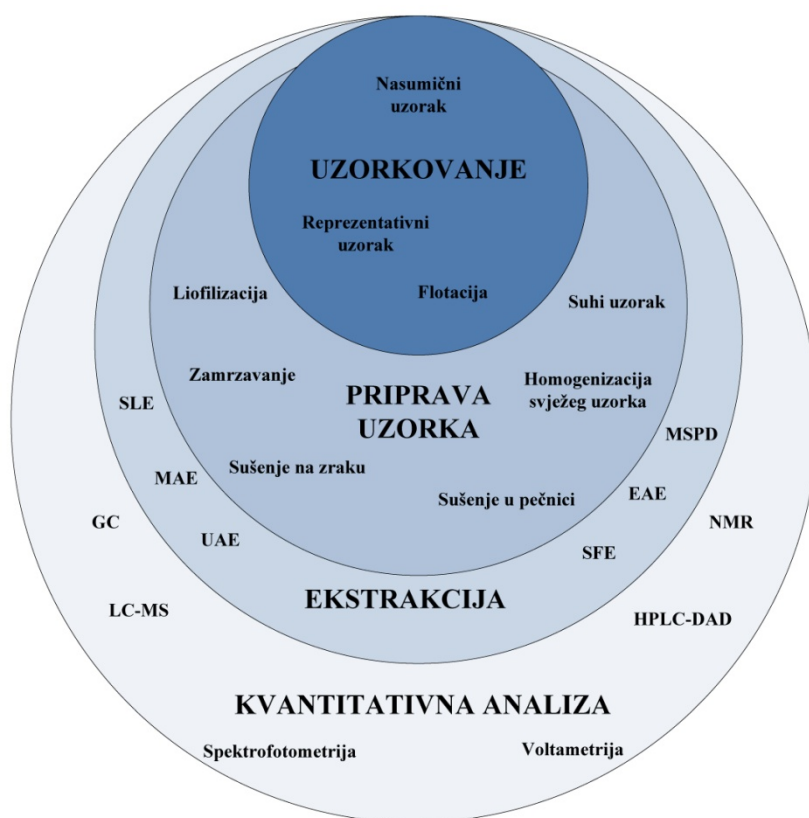 Nasumični
uzorak
UZORKOVANJE
Reprezentativni
uzorak
Liofilizacija
Flotacija
Suhi uzorak
Zamrzavanje
Homogenizacija
svježeg uzorka
PRIPRAVA
UZORKA
SLE
MSPD
Sušenje na zraku
MAE
Sušenje u pečnici
EAE
GC
NMR
UAE
SFE
EKSTRAKCIJA
LC-MS
HPLC-DAD
KVANTITATIVNA ANALIZA
Spektrofotometrija
Voltametrija